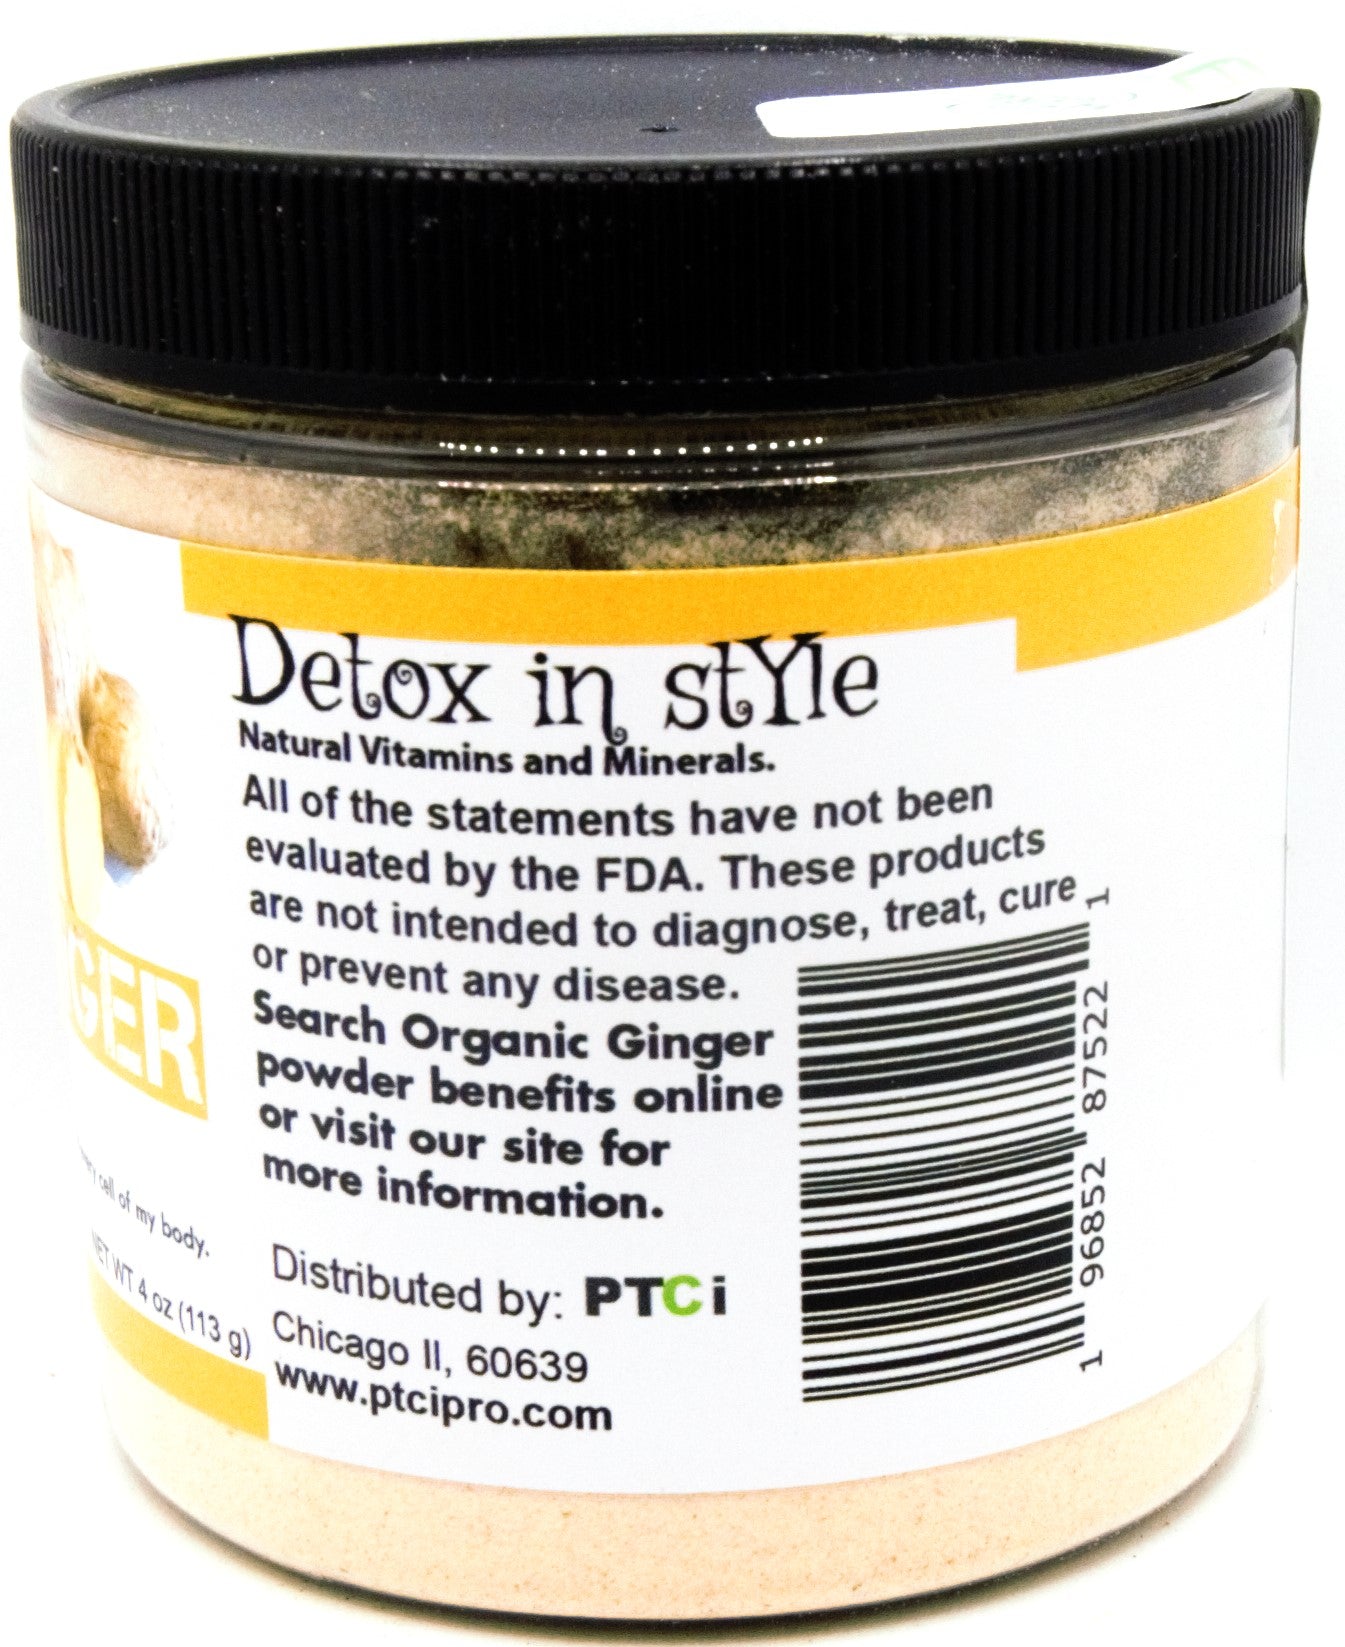 Detox in stYle
Natural Vitamins and Minerals.
All of the statements have not been
evaluated by the FDA. These products
are not intended to diagnose, treat, cure
or prevent any disease.
Search Organic Ginger
powder benefits online
or visit our site for
more information.
Distributed by: PTCi
Chicago Il, 60639
www.ptcipro.com
1 96852 87522 1
GER
cell of my body.
NET WT 4 oz (113 g)